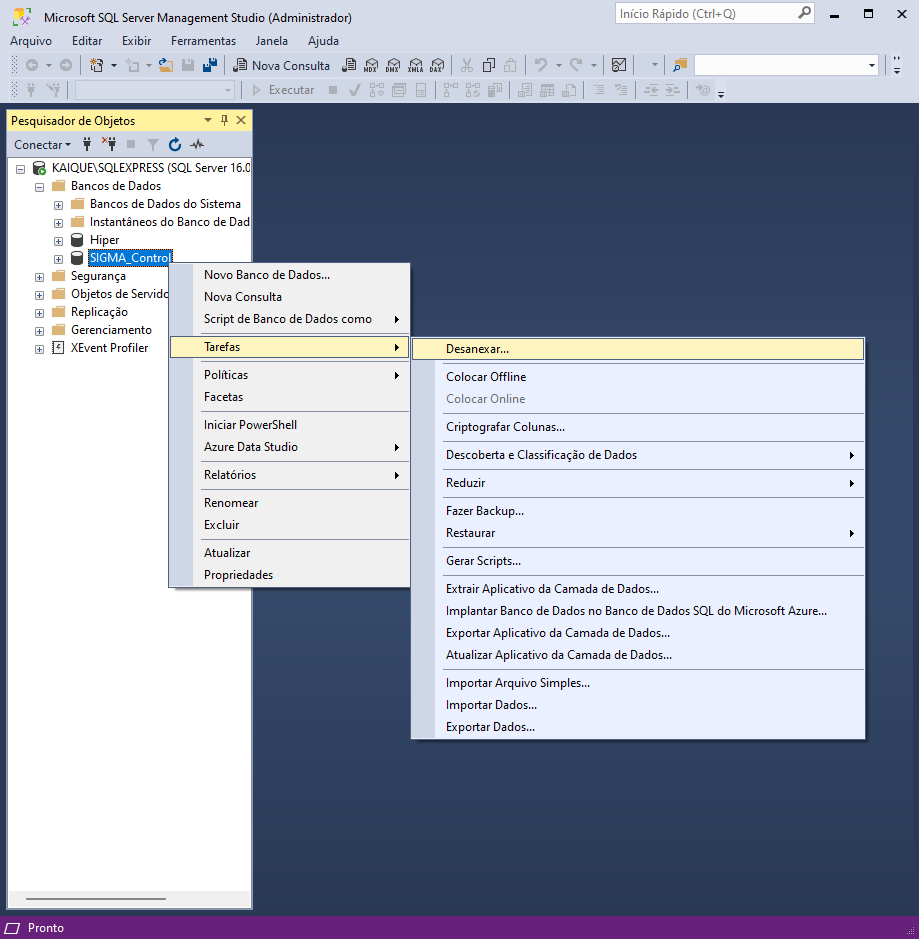 Microsoft SQL Server Management Studio (Administrador)
Início Rápido (Ctrl+Q)
Arquivo Editar Exibir Ferramentas Janela Ajuda
Nova Consulta MDX DMX XMLA DAX
Executar
Pesquisador de Objetos
Conectar
KAIQUE\SQLEXPRESS (SQL Server 16.0
Bancos de Dados
Bancos de Dados do Sistema
Instantâneos do Banco de Dad
Hiper
SIGMA_Control
Segurança
Objetos de Servido
Replicação
Gerenciamento
XEvent Profiler
Novo Banco de Dados...
Nova Consulta
Script de Banco de Dados como
Tarefas
Políticas
Facetas
Iniciar PowerShell
Azure Data Studio
Relatórios
Renomear
Excluir
Atualizar
Propriedades
Desanexar...
Colocar Offline
Colocar Online
Criptografar Colunas...
Descoberta e Classificação de Dados
Reduzir
Fazer Backup...
Restaurar
Gerar Scripts...
Extrair Aplicativo da Camada de Dados...
Implantar Banco de Dados no Banco de Dados SQL do Microsoft Azure...
Exportar Aplicativo da Camada de Dados...
Atualizar Aplicativo da Camada de Dados...
Importar Arquivo Simples...
Importar Dados...
Exportar Dados...
Pronto